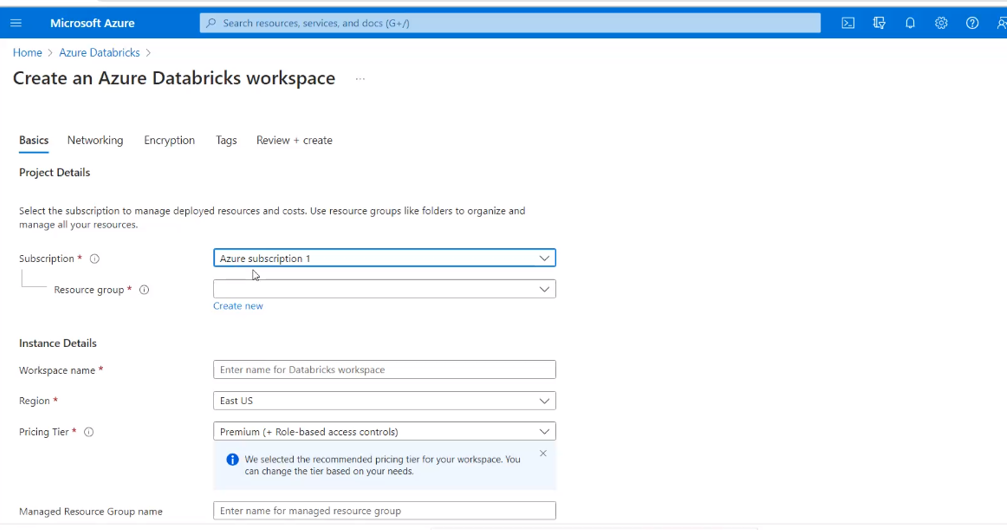 Microsoft Azure
Search resources, services, and docs (G+/)
Home > Azure Databricks >
Create an Azure Databricks workspace ...
Basics Networking Encryption Tags Review + create
Project Details
Select the subscription to manage deployed resources and costs. Use resource groups like folders to organize and
manage all your resources.
Subscription * Azure subscription 1
Resource group *
Create new
Instance Details
Workspace name * Enter name for Databricks workspace
Region * East US
Pricing Tier * Premium (+ Role-based access controls)
We selected the recommended pricing tier for your workspace. You
can change the tier based on your needs.
Managed Resource Group name Enter name for managed resource group